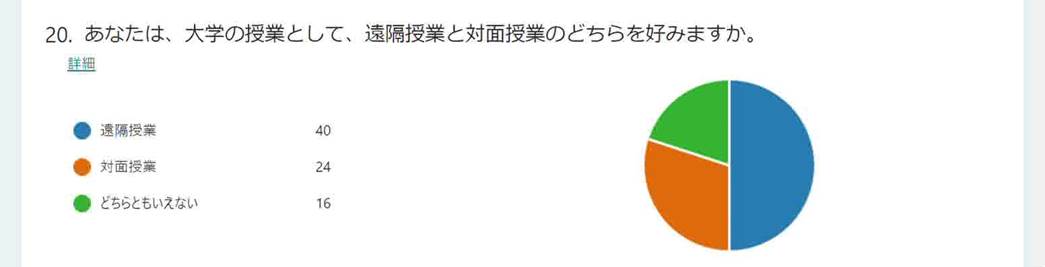 20. あなたは、大学の授業として、遠隔授業と対面授業のどちらを好みますか。
詳細
遠隔授業 40
対面授業 24
どちらともいえない 16